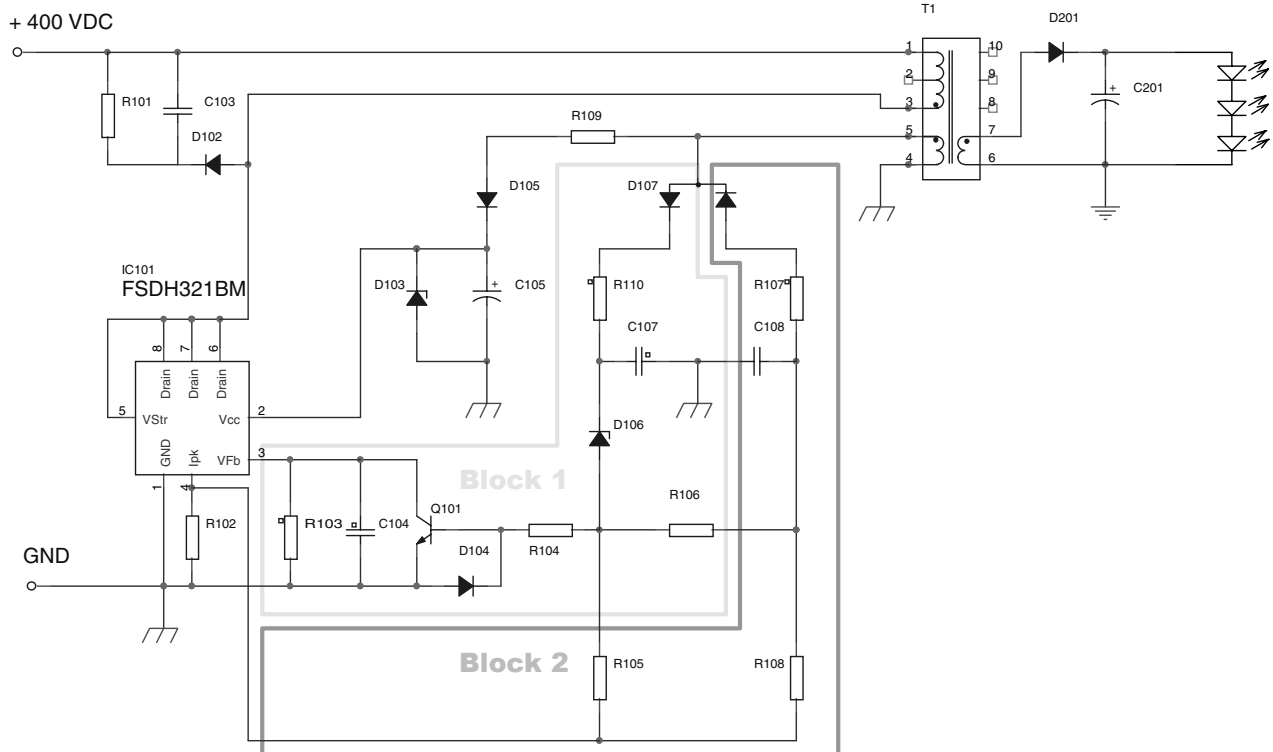 T1
+ 400 VDC
D201
1
10
2
9
R101
C103
3
8
C201
R109
D102
5
7
4
6
D105
D107
IC101
FSDH321BM
D103
C105
R110
R107
C107
C108
8
7
6
Drain
Drain
Drain
5
VStr
Vcc
2
D106
GND
Ipk
VFb
3
Block 1
1
4
R106
Q101
R102
R103
C104
GND
D104
R104
Block 2
R105
R108